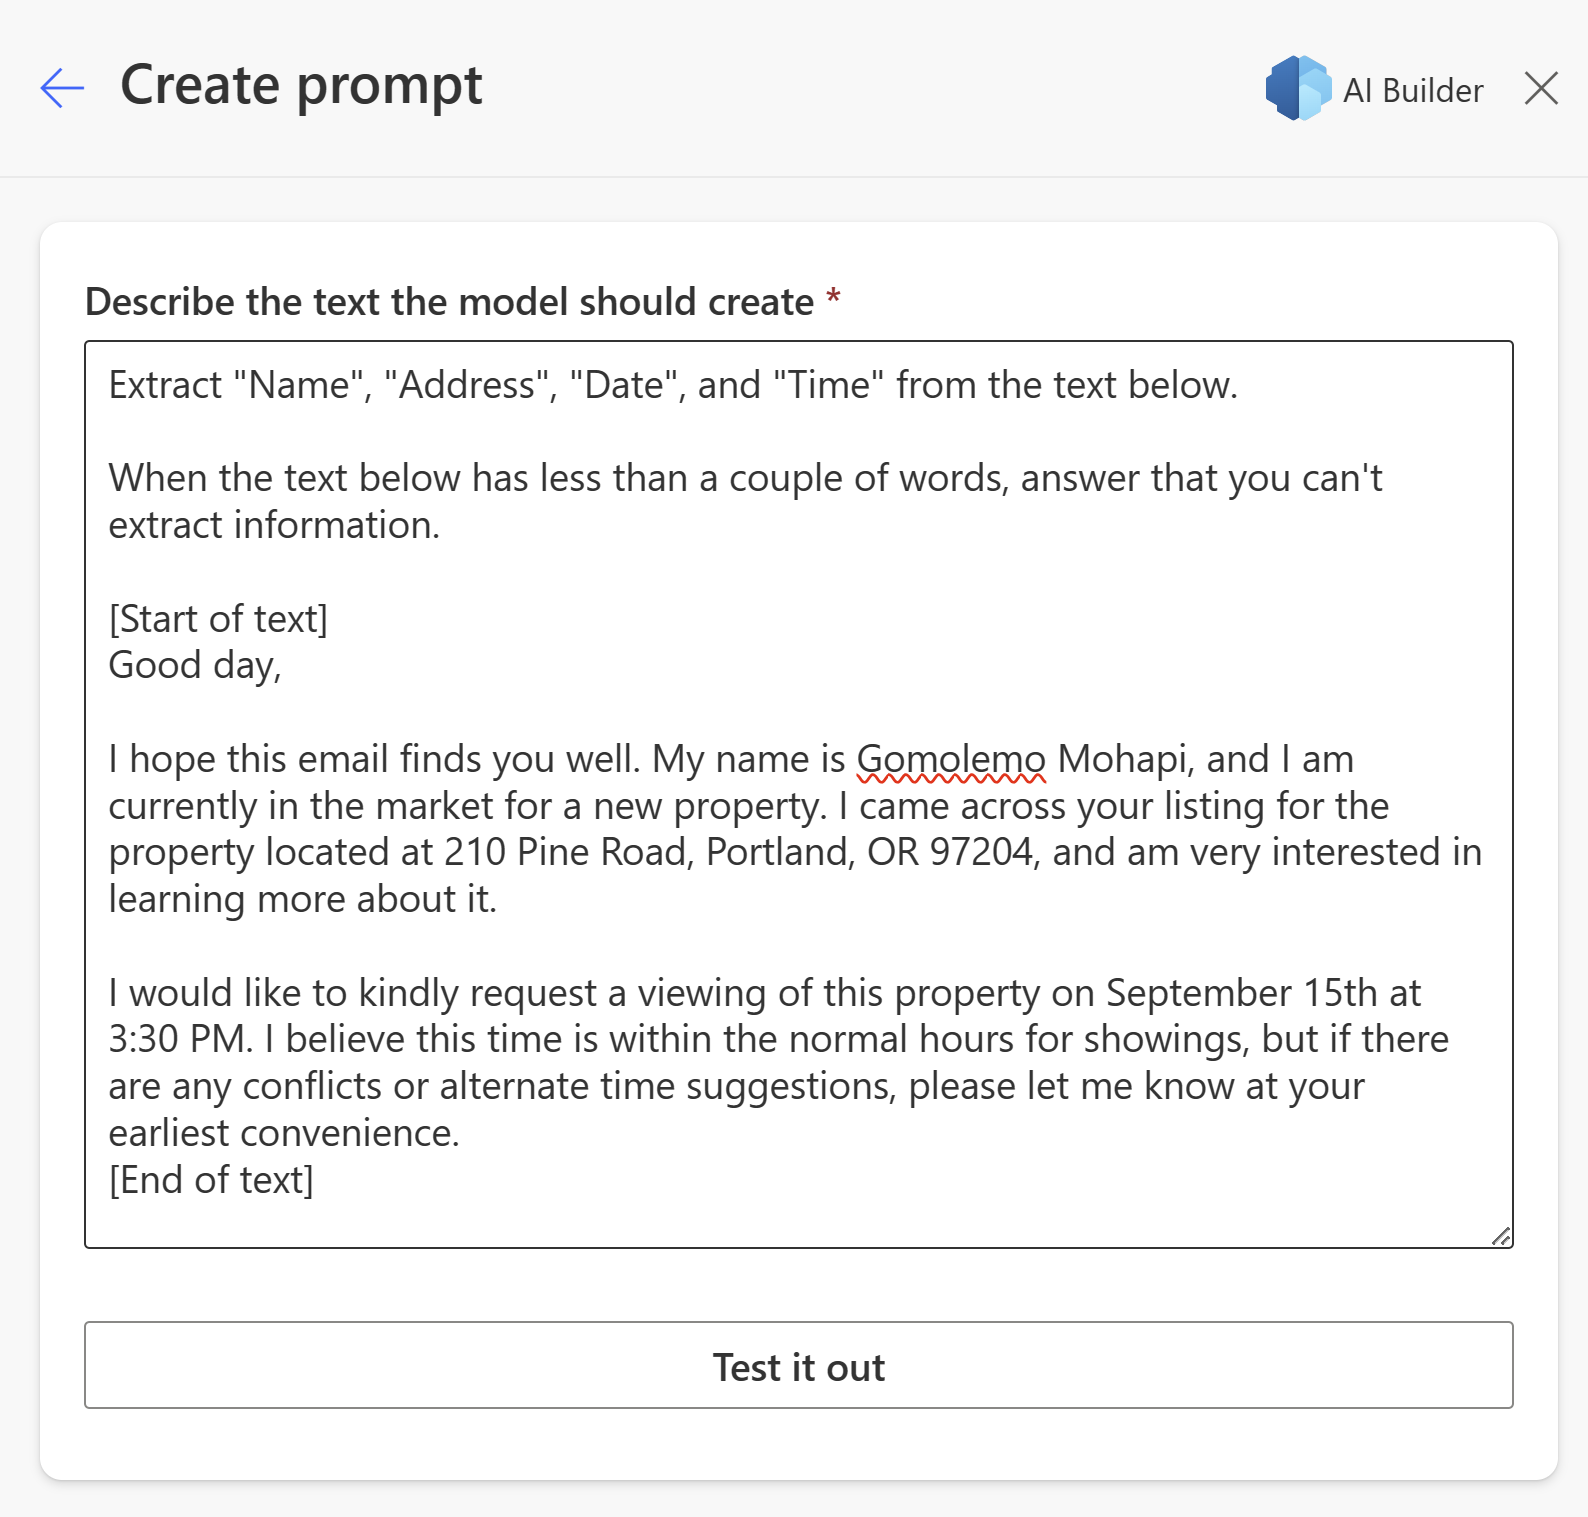 Create prompt
AI Builder
Describe the text the model should create *
Extract "Name", "Address", "Date", and "Time" from the text below.
When the text below has less than a couple of words, answer that you can't
extract information.
[Start of text]
Good day,
I hope this email finds you well. My name is Gomolemo Mohapi, and I am
currently in the market for a new property. I came across your listing for the
property located at 210 Pine Road, Portland, OR 97204, and am very interested in
learning more about it.
I would like to kindly request a viewing of this property on September 15th at
3:30 PM. I believe this time is within the normal hours for showings, but if there
are any conflicts or alternate time suggestions, please let me know at your
earliest convenience.
[End of text]
Test it out